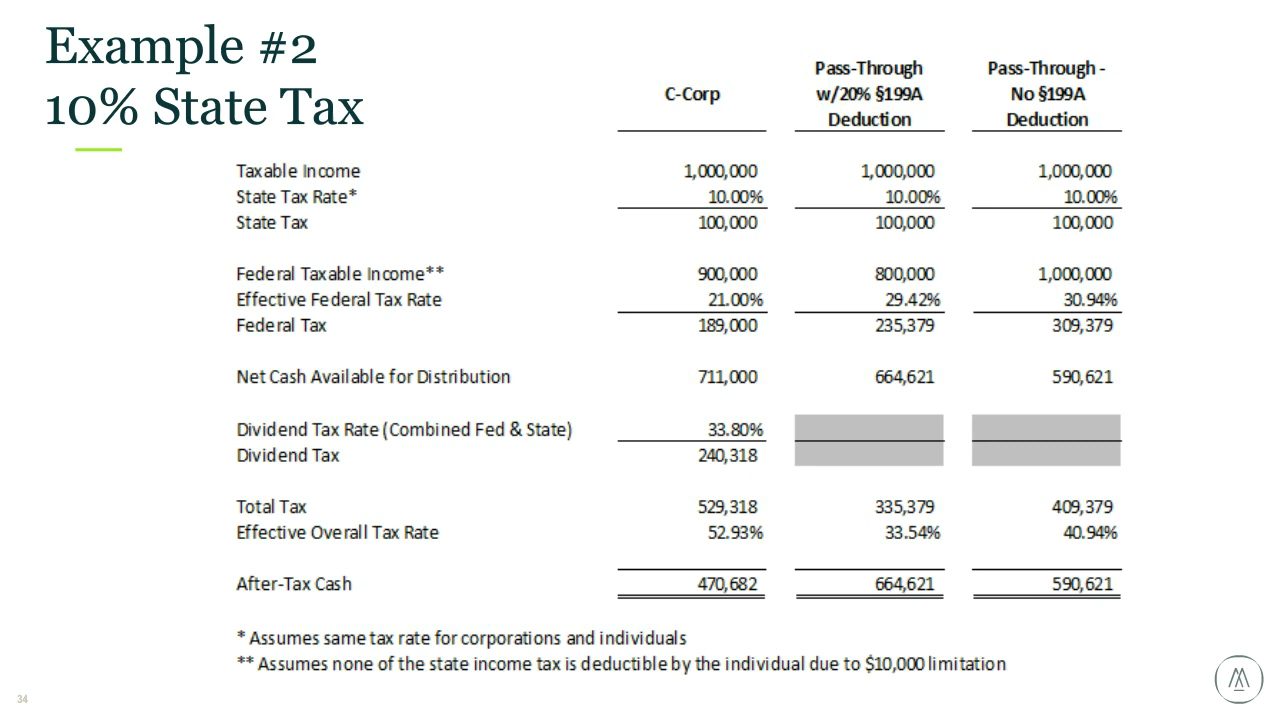 Example #2
10% State Tax
C-Corp Pass-Through w/20% §199A Deduction Pass-Through - No §199A Deduction
Taxable Income 1,000,000 1,000,000 1,000,000
State Tax Rate* 10.00% 10.00% 10.00%
State Tax 100,000 100,000 100,000
Federal Taxable Income** 900,000 800,000 1,000,000
Effective Federal Tax Rate 21.00% 29.42% 30.94%
Federal Tax 189,000 235,379 309,379
Net Cash Available for Distribution 711,000 664,621 590,621
Dividend Tax Rate (Combined Fed & State) 33.80%
Dividend Tax 240,318
Total Tax 529,318 335,379 409,379
Effective Overall Tax Rate 52.93% 33.54% 40.94%
After-Tax Cash 470,682 664,621 590,621
* Assumes same tax rate for corporations and individuals
** Assumes none of the state income tax is deductible by the individual due to $10,000 limitation
34